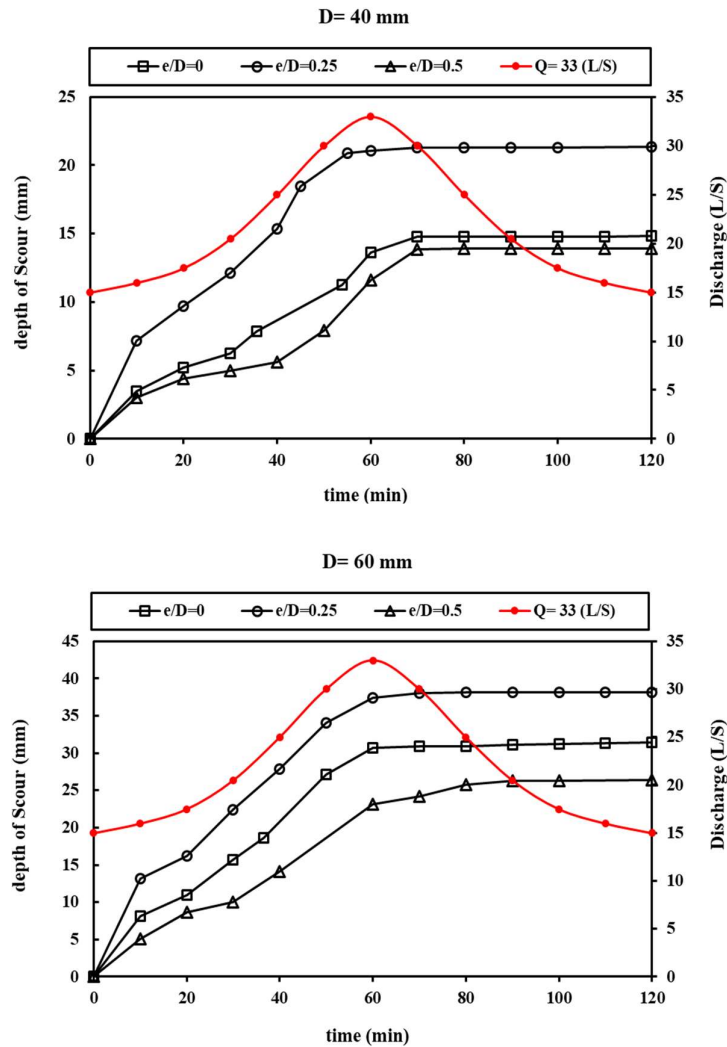 D= 40 mm
e/D=0 e/D=0.25 e/D=0.5 Q= 33 (L/S)
25 35
30
20
25
15 20
15
10
10
5
5
0 0
0 20 40 60 80 100 120
depth of Scour (mm)
Discharge (L/S)
time (min)
D= 60 mm
e/D=0 e/D=0.25 e/D=0.5 Q= 33 (L/S)
45 35
40
30
35
25
30
25 20
20 15
15
10
10
5
5
0 0
0 20 40 60 80 100 120
depth of Scour (mm)
Discharge (L/S)
time (min)